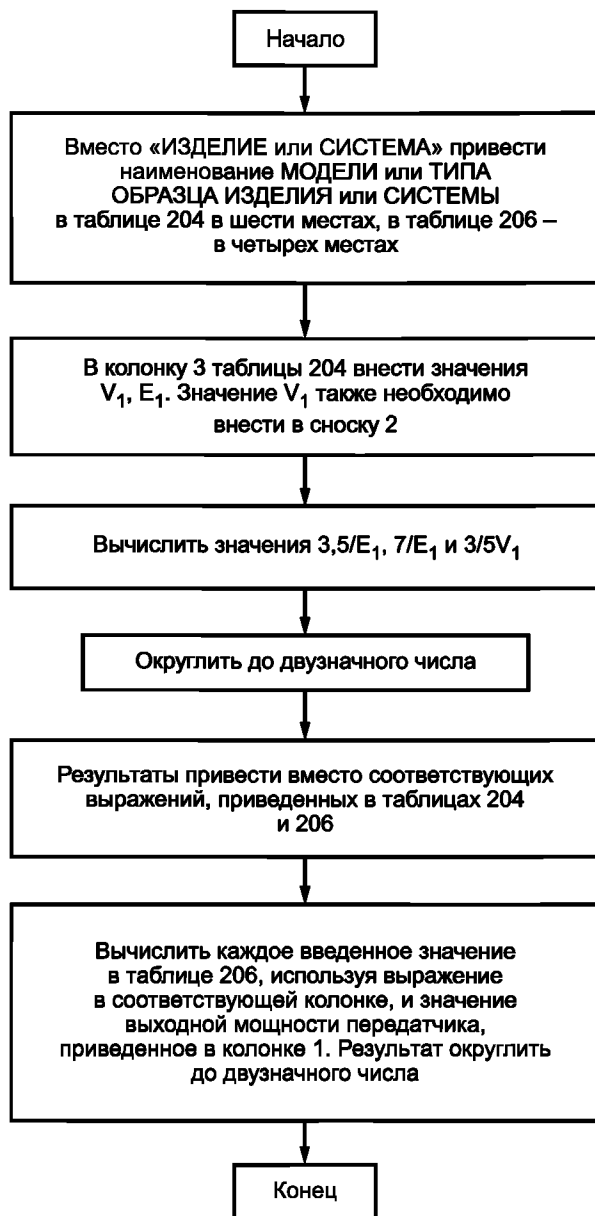 Начало
Вместо «ИЗДЕЛИЕ или СИСТЕМА» привести
наименование МОДЕЛИ или ТИПА
ОБРАЗЦА ИЗДЕЛИЯ или СИСТЕМЫ
в таблице 204 в шести местах, в таблице 206 –
в четырех местах
В колонку 3 таблицы 204 внести значения
V₁, E₁. Значение V₁ также необходимо
внести в сноску 2
Вычислить значения 3,5/E₁, 7/E₁ и 3/5V₁
Округлить до двузначного числа
Результаты привести вместо соответствующих
выражений, приведенных в таблицах 204
и 206
Вычислить каждое введенное значение
в таблице 206, используя выражение
в соответствующей колонке, и значение
выходной мощности передатчика,
приведенное в колонке 1. Результат округлить
до двузначного числа
Конец